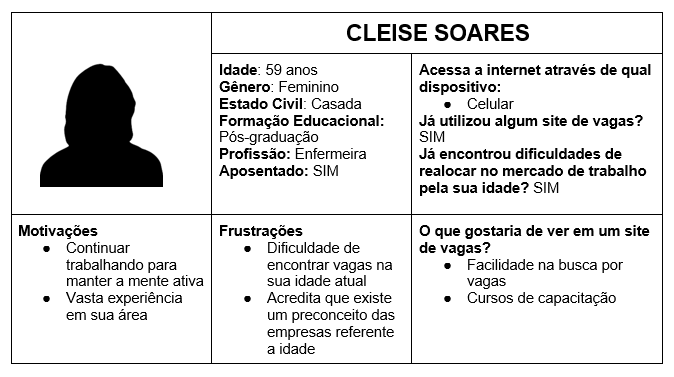 CLEISE SOARES
Idade: 59 anos
Gênero: Feminino
Estado Civil: Casada
Formação Educacional:
Pós-graduação
Profissão: Enfermeira
Aposentado: SIM
Acessa a internet através de qual
dispositivo:
● Celular
Já utilizou algum site de vagas?
SIM
Já encontrou dificuldades de
realocar no mercado de trabalho
pela sua idade? SIM
Motivações
● Continuar
trabalhando para
manter a mente ativa
● Vasta experiência
em sua área
Frustrações
● Dificuldade de
encontrar vagas na
sua idade atual
● Acredita que existe
um preconceito das
empresas referente
a idade
O que gostaria de ver em um site
de vagas?
● Facilidade na busca por
vagas
● Cursos de capacitação